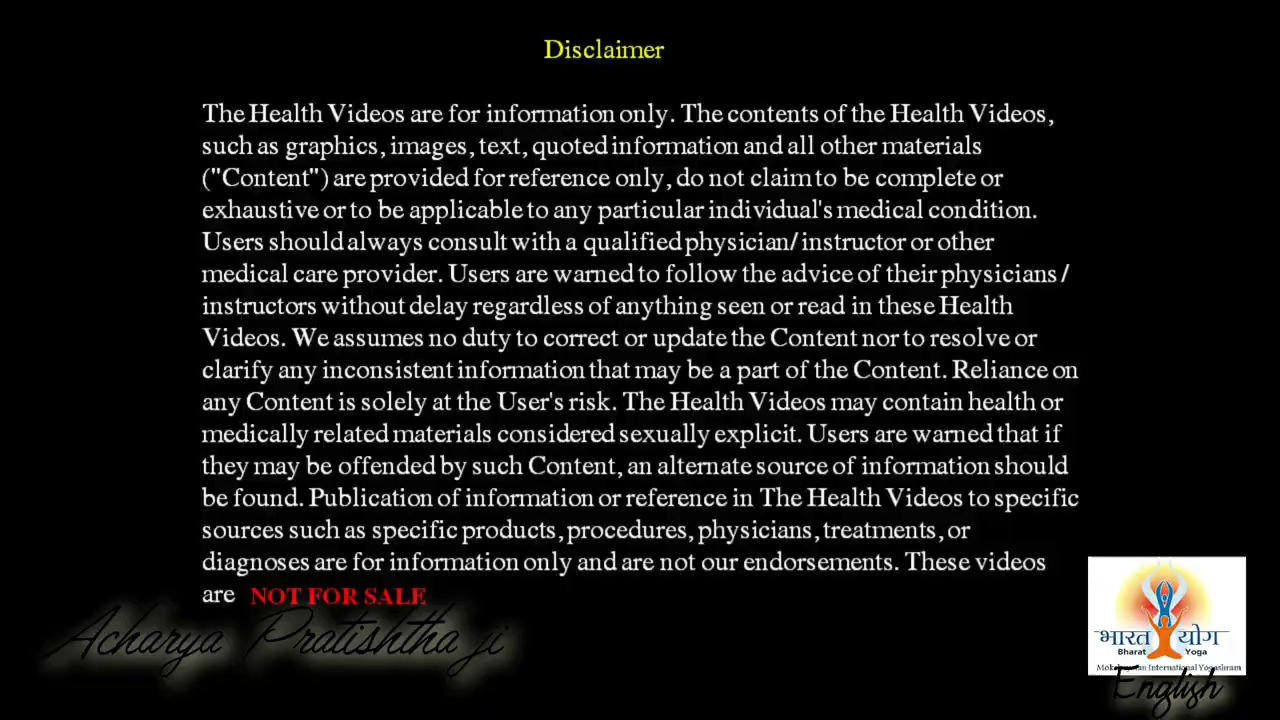 Disclaimer
The Health Videos are for information only. The contents of the Health Videos,
such as graphics, images, text, quoted information and all other materials
("Content") are provided for reference only, do not claim to be complete or
exhaustive or to be applicable to any particular individual's medical condition.
Users should always consult with a qualified physician/ instructor or other
medical care provider. Users are warned to follow the advice of their physicians /
instructors without delay regardless of anything seen or read in these Health
Videos. We assumes no duty to correct or update the Content nor to resolve or
clarify any inconsistent information that may be a part of the Content. Reliance on
any Content is solely at the User's risk. The Health Videos may contain health or
medically related materials considered sexually explicit. Users are warned that if
they may be offended by such Content, an alternate source of information should
be found. Publication of information or reference in The Health Videos to specific
sources such as specific products, procedures, physicians, treatments, or
diagnoses are for information only and are not our endorsements. These videos
are NOT FOR SALE
Acharya Pratishtha ji
भारत योग
Bharat Yoga
International Yogashram
English